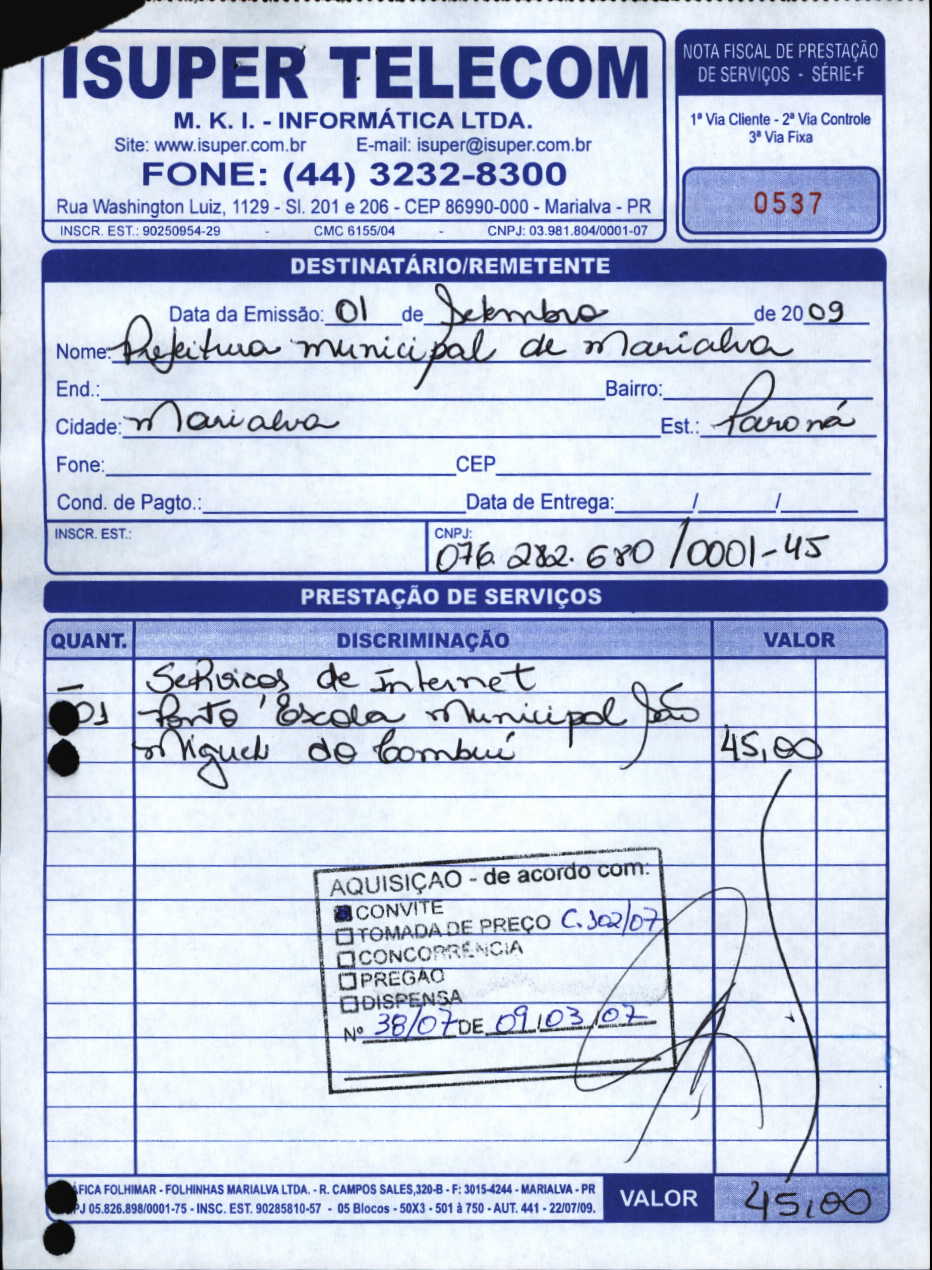 ISUPER TELECOM
M. K. I. - INFORMÁTICA LTDA.
Site: www.isuper.com.br E-mail: isuper@isuper.com.br
FONE: (44) 3232-8300
Rua Washington Luiz, 1129 - Sl. 201 e 206 - CEP 86990-000 - Marialva - PR
INSCR. EST.: 90250954-29 - CMC 6155/04 - CNPJ: 03.981.804/0001-07
NOTA FISCAL DE PRESTAÇÃO
DE SERVIÇOS - SÉRIE-F
1ª Via Cliente - 2ª Via Controle
3ª Via Fixa
0537
DESTINATÁRIO/REMETENTE
Data da Emissão: 01 de Setembro de 2009
Nome: Prefeitura municipal de Marialva
End.: Bairro:
Cidade: Marialva Est.: Paraná
Fone: CEP
Cond. de Pagto.: Data de Entrega: / /
INSCR. EST.: CNPJ: 076.282.680/0001-45
PRESTAÇÃO DE SERVIÇOS
QUANT. DISCRIMINAÇÃO VALOR
— Servicos de Internet
01 Ponto Escola Municipal São
Miguel do Cambuí 45,00
AQUISIÇÃO - de acordo com:
CONVITE
TOMADA DE PREÇO C.302/07
CONCORRÊNCIA
PREGÃO
DISPENSA
Nº 38/07 DE 09/03/07
FICA FOLHIMAR - FOLHINHAS MARIALVA LTDA. - R. CAMPOS SALES,320-B - F: 3015-4244 - MARIALVA - PR
PJ 05.826.898/0001-75 - INSC. EST. 90285810-57 - 05 Blocos - 50X3 - 501 à 750 - AUT. 441 - 22/07/09.
VALOR 45,00